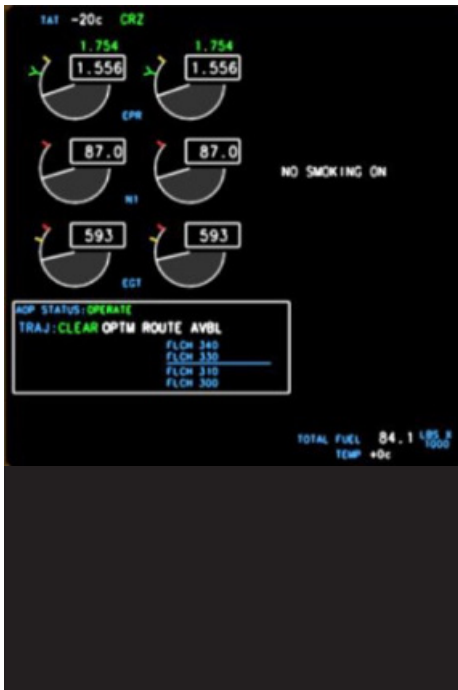 TAT -20c CRZ
1.754 1.754
1.556 1.556
EPR
87.0 87.0
N1
NO SMOKING ON
593 593
EGT
AOP STATUS:OPERATE
TRAJ:CLEAR OPTM ROUTE AVBL
FLCH 340
FLCH 330
FLCH 310
FLCH 300
TOTAL FUEL 84.1 LBS X
1000
TEMP +0c